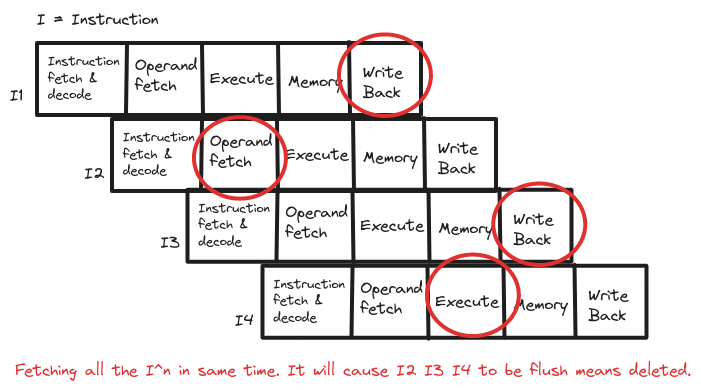 I = Instruction
Instruction
fetch &
decode
Operand
fetch
Execute
Memory
Write
Back
I1
Instruction
fetch &
decode
Operand
fetch
Execute
Memory
Write
Back
I2
Instruction
fetch &
decode
Operand
fetch
Execute
Memory
Write
Back
I3
Instruction
fetch &
decode
Operand
fetch
Execute
Memory
Write
Back
I4
Fetching all the I^n in same time. It will cause I2 I3 I4 to be flush means deleted.